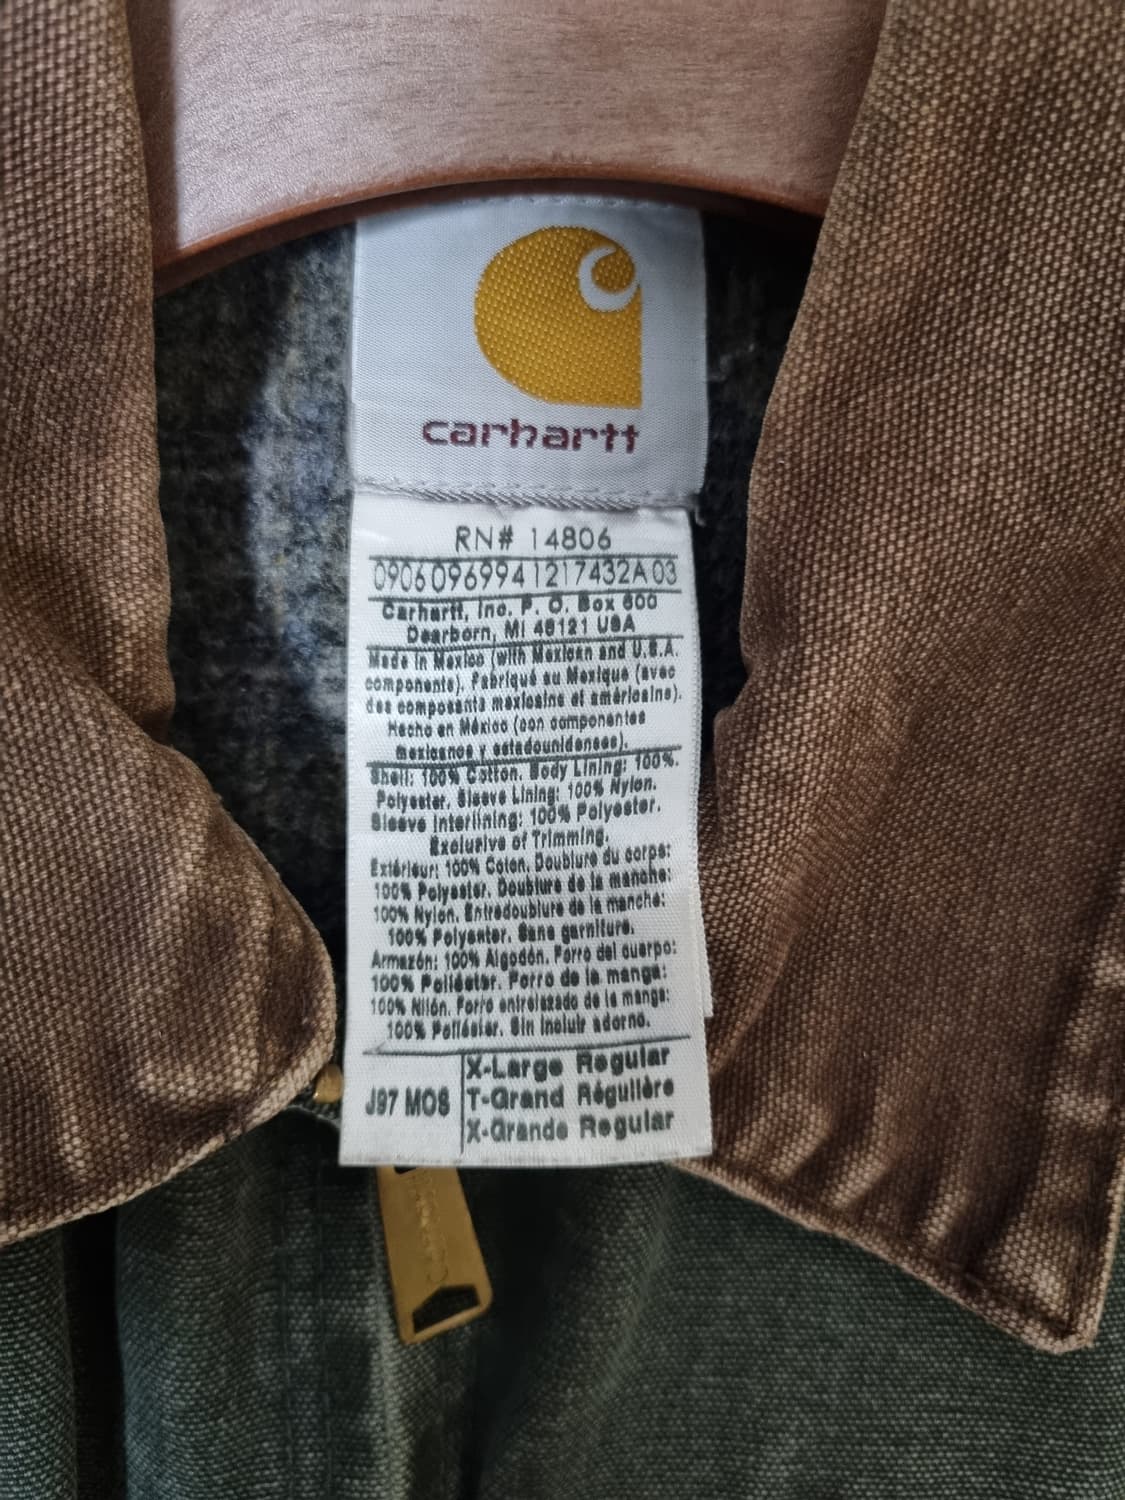 carhartt
RN# 14806
0906096994121 7432A 03
Carhartt, Inc. P. O. Box 600
Dearborn, MI 48121 USA
Made in Mexico (with Mexican and U.S.A.
components). Fabriqué au Mexique (avec
des composants mexicains et américains).
Hecho en México (con componentes
mexicanos y estadounidenses).
Shell: 100% Cotton. Body Lining: 100%.
Polyester. Sleeve Lining: 100% Nylon.
Sleeve Interlining: 100% Polyester.
Exclusive of Trimming.
Extérieur: 100% Coton. Doublure du corps:
100% Polyester. Doublure de la manche:
100% Nylon. Entredoublure de la manche:
100% Polyester. Sans garniture.
Armazón: 100% Algodón. Forro del cuerpo:
100% Poliéster. Forro de la manga:
100% Nilón. Forro entrelazado de la manga:
100% Poliéster. Sin incluir adorno.
J97 MOS
X-Large Regular
T-Grand Régulière
X-Grande Regular